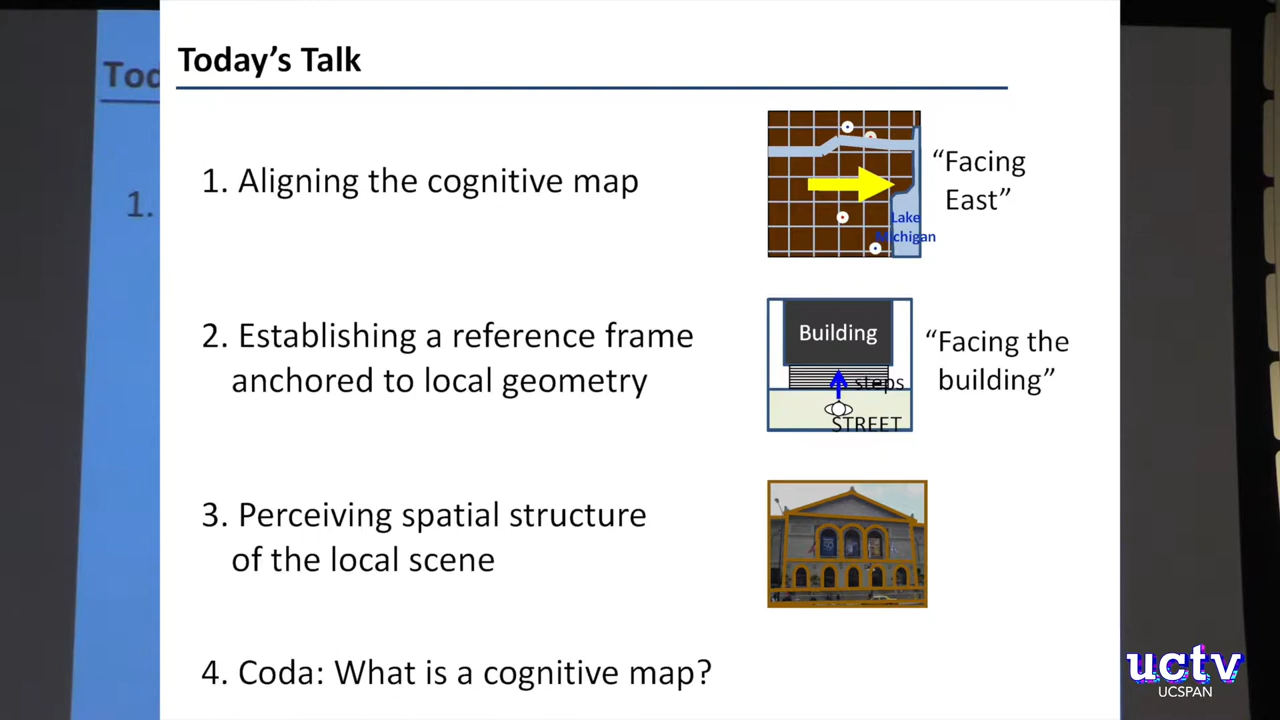 Today's Talk
Tod
1. Aligning the cognitive map
1.
"Facing
East"
Lake
Michigan
2. Establishing a reference frame
anchored to local geometry
Building
steps
STREET
"Facing the
building"
3. Perceiving spatial structure
of the local scene
4. Coda: What is a cognitive map?
uctv
UCSPAN